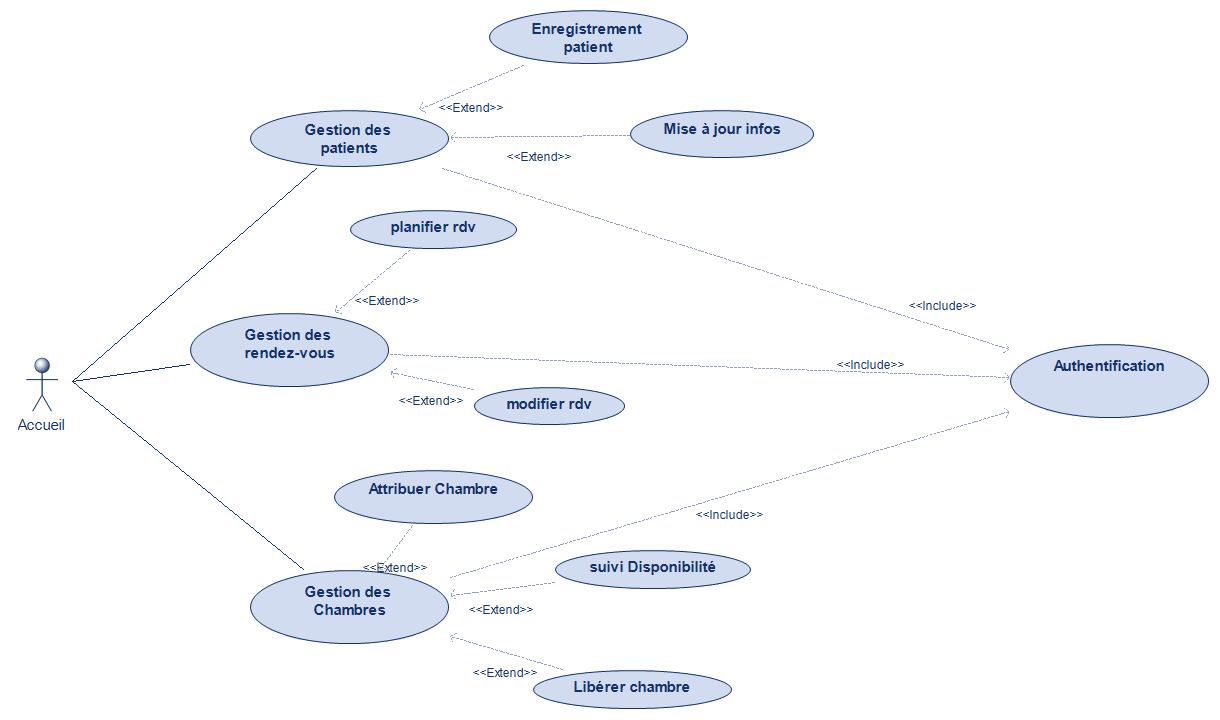 Enregistrement
patient
<<Extend>>
Gestion des
patients
Mise à jour infos
<<Extend>>
planifier rdv
<<Extend>>
<<Include>>
Gestion des
rendez-vous
<<Include>>
Authentification
Accueil
<<Extend>>
modifier rdv
Attribuer Chambre
<<Include>>
<<Extend>>
suivi Disponibilité
Gestion des
Chambres
<<Extend>>
<<Extend>>
Libérer chambre